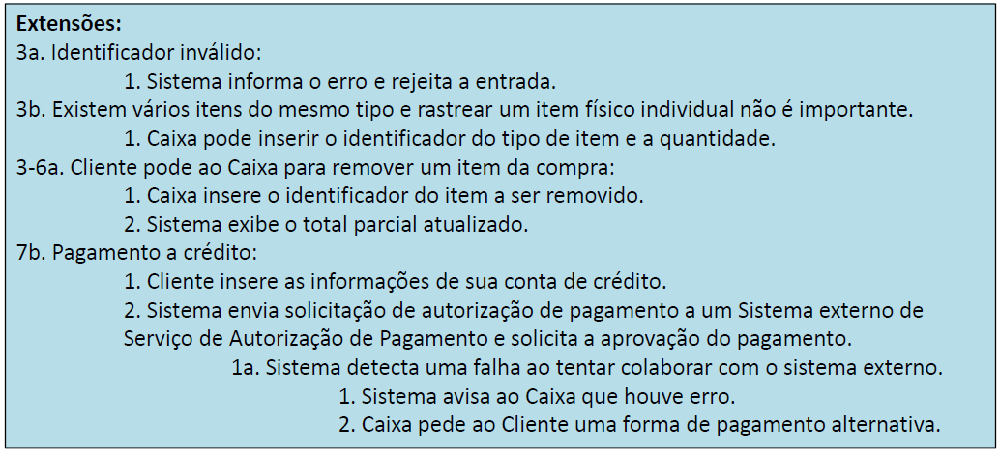 Extensões:
3a. Identificador inválido:
1. Sistema informa o erro e rejeita a entrada.
3b. Existem vários itens do mesmo tipo e rastrear um item físico individual não é importante.
1. Caixa pode inserir o identificador do tipo de item e a quantidade.
3-6a. Cliente pode ao Caixa para remover um item da compra:
1. Caixa insere o identificador do item a ser removido.
2. Sistema exibe o total parcial atualizado.
7b. Pagamento a crédito:
1. Cliente insere as informações de sua conta de crédito.
2. Sistema envia solicitação de autorização de pagamento a um Sistema externo de
Serviço de Autorização de Pagamento e solicita a aprovação do pagamento.
1a. Sistema detecta uma falha ao tentar colaborar com o sistema externo.
1. Sistema avisa ao Caixa que houve erro.
2. Caixa pede ao Cliente uma forma de pagamento alternativa.